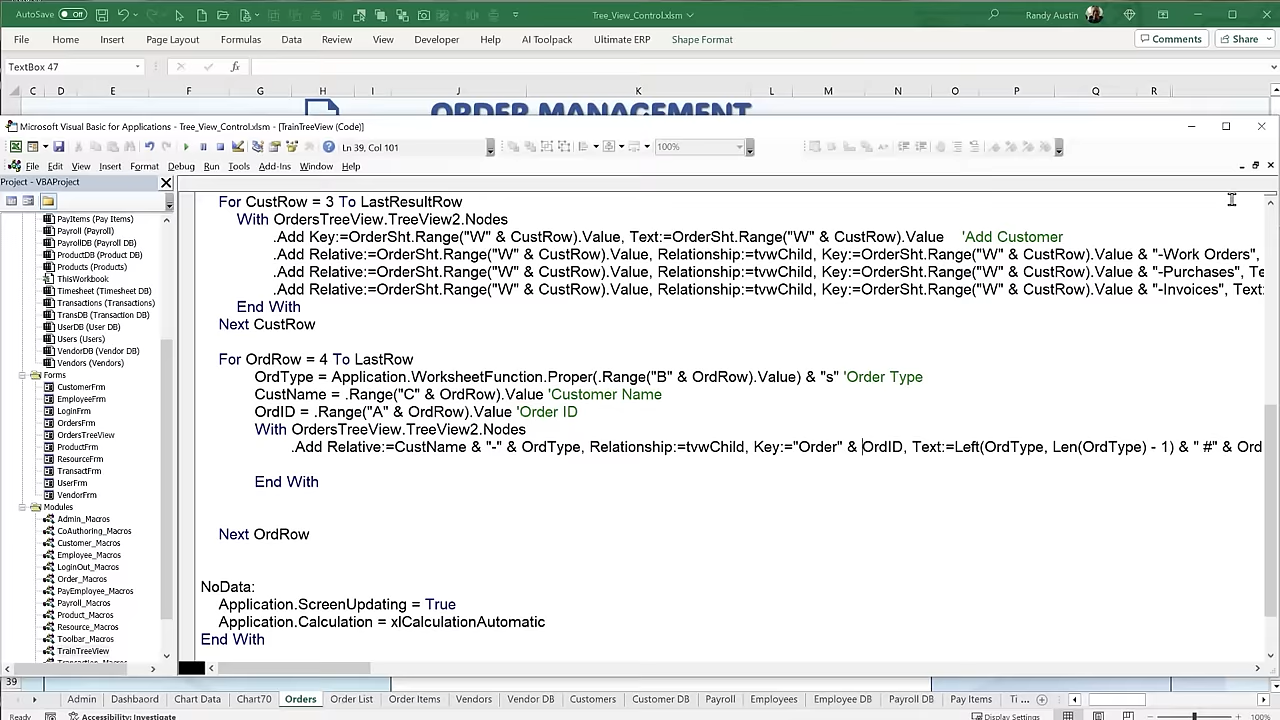 AutoSave Off
Tree_View_Control.xlsm
Randy Austin
File Home Insert Page Layout Formulas Data Review View Developer Help AI Toolpack Ultimate ERP Shape Format
Comments Share
TextBox 47
fx
C D E F G H I J K L M N O P Q R
ORDER MANAGEMENT
Microsoft Visual Basic for Applications - Tree_View_Control.xlsm - [TrainTreeView (Code)]
Ln 39, Col 101
100%
File Edit View Insert Format Debug Run Tools Add-Ins Window Help
Project - VBAProject
PayItems (Pay Items)
Payroll (Payroll)
PayrollDB (Payroll DB)
ProductDB (Product DB)
Products (Products)
ThisWorkbook
Timesheet (Timesheet DB)
Transactions (Transactions)
TransDB (Transactions DB)
UserDB (User DB)
Users (Users)
VendorDB (Vendor DB)
Vendors (Vendors)
Forms
CustomerFrm
EmployeeFrm
LoginFrm
OrdersFrm
OrdersTreeView
ProductFrm
ResourceFrm
TransactFrm
UserFrm
VendorFrm
Modules
Admin_Macros
CoAuthoring_Macros
Customer_Macros
Employee_Macros
LoginOut_Macros
Order_Macros
PayEmployee_Macros
Payroll_Macros
Product_Macros
Resource_Macros
Toolbar_Macros
TrainTreeView
For CustRow = 3 To LastResultRow
With OrdersTreeView.TreeView2.Nodes
.Add Key:=OrderSht.Range("W" & CustRow).Value, Text:=OrderSht.Range("W" & CustRow).Value 'Add Customer
.Add Relative:=OrderSht.Range("W" & CustRow).Value, Relationship:=tvwChild, Key:=OrderSht.Range("W" & CustRow).Value & "-Work Orders",
.Add Relative:=OrderSht.Range("W" & CustRow).Value, Relationship:=tvwChild, Key:=OrderSht.Range("W" & CustRow).Value & "-Purchases", Te
.Add Relative:=OrderSht.Range("W" & CustRow).Value, Relationship:=tvwChild, Key:=OrderSht.Range("W" & CustRow).Value & "-Invoices", Text:
End With
Next CustRow
For OrdRow = 4 To LastRow
OrdType = Application.WorksheetFunction.Proper(.Range("B" & OrdRow).Value) & "s" 'Order Type
CustName = .Range("C" & OrdRow).Value 'Customer Name
OrdID = .Range("A" & OrdRow).Value 'Order ID
With OrdersTreeView.TreeView2.Nodes
.Add Relative:=CustName & "-" & OrdType, Relationship:=tvwChild, Key:="Order" & OrdID, Text:=Left(OrdType, Len(OrdType) - 1) & " #" & Ord
End With
Next OrdRow
NoData:
Application.ScreenUpdating = True
Application.Calculation = xlCalculationAutomatic
End With
39
Admin Dashbaord Chart Data Chart70 Orders Order List Order Items Vendors Vendor DB Customers Customer DB Payroll Employees Employee DB Payroll DB Pay Items Ti ...
Ready Accessibility: Investigate Display Settings 100%